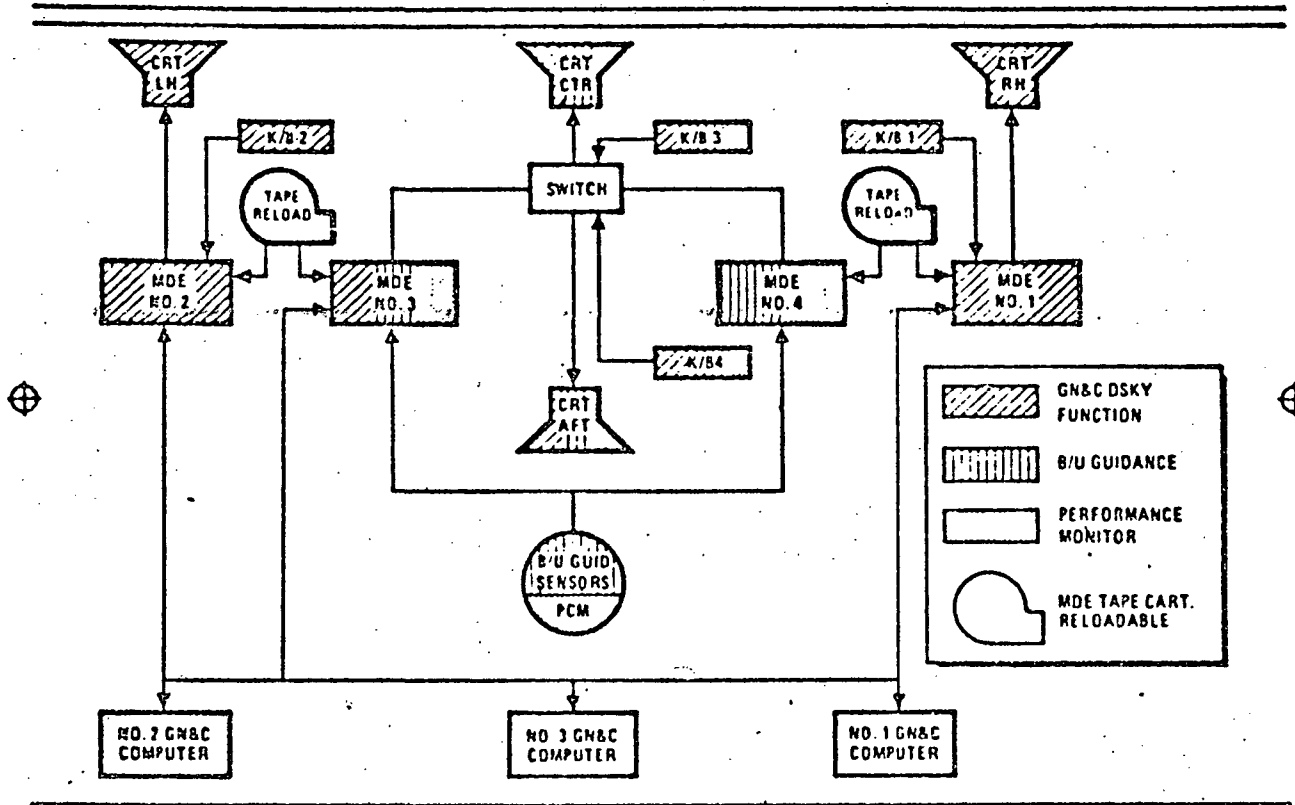 CRT
LH
CRT
CTR
CRT
RH
K/B 2
K/B 3
K/B 1
TAPE
RELOAD
SWITCH
TAPE
RELOAD
MDE
NO. 2
MDE
NO. 3
MDE
NO. 4
MDE
NO. 1
K/B4
CRT
AFT
GN&C DSKY
FUNCTION
B/U GUIDANCE
PERFORMANCE
MONITOR
MDE TAPE CART.
RELOADABLE
B/U GUID
SENSORS
PCM
NO. 2 GN&C
COMPUTER
NO. 3 GN&C
COMPUTER
NO. 1 GN&C
COMPUTER